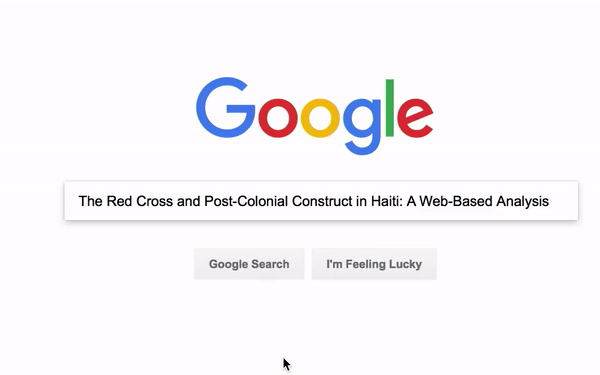 Google
The Red Cross and Post-Colonial Construct in Haiti: A Web-Based Analysis
Google Search
I'm Feeling Lucky